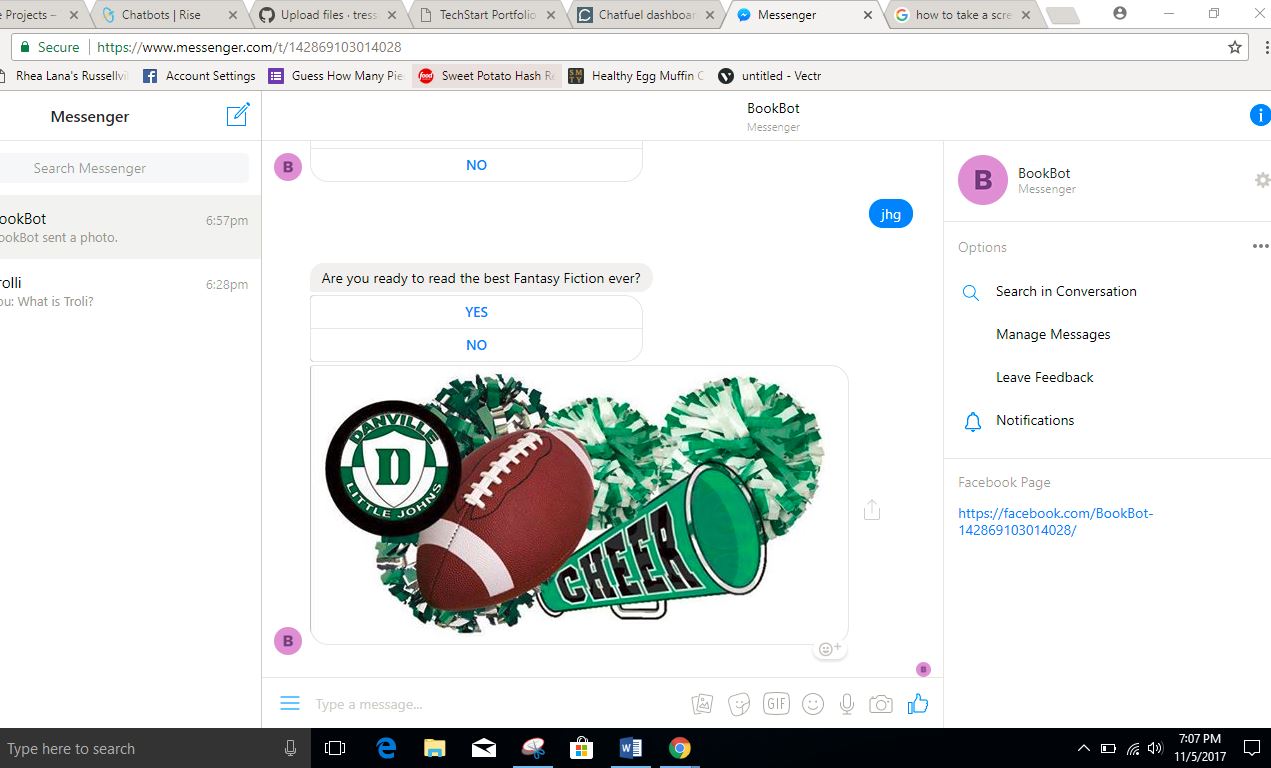 e Projects –
Chatbots | Rise
Upload files · tress
TechStart Portfolio
Chatfuel dashboar
Messenger
how to take a scre
Secure
https://www.messenger.com/t/142869103014028
Rhea Lana's Russellvi
Account Settings
Guess How Many Pie
Sweet Potato Hash R
Healthy Egg Muffin C
untitled - Vectr
Messenger
Search Messenger
ookBot
6:57pm
ookBot sent a photo.
rolli
6:28pm
ou: What is Troli?
BookBot
Messenger
B
NO
jhg
Are you ready to read the best Fantasy Fiction ever?
YES
NO
DANVILLE
D
LITTLE JOHNS
CHEER
B
B
Type a message...
GIF
B
BookBot
Messenger
Options
Search in Conversation
Manage Messages
Leave Feedback
Notifications
Facebook Page
https://facebook.com/BookBot-
142869103014028/
Type here to search
7:07 PM
11/5/2017